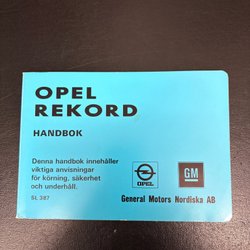 OPEL
REKORD
HANDBOK
Denna handbok innehåller
viktiga anvisningar
för körning, säkerhet
och underhåll.
SL 387
OPEL
GM
General Motors Nordiska AB